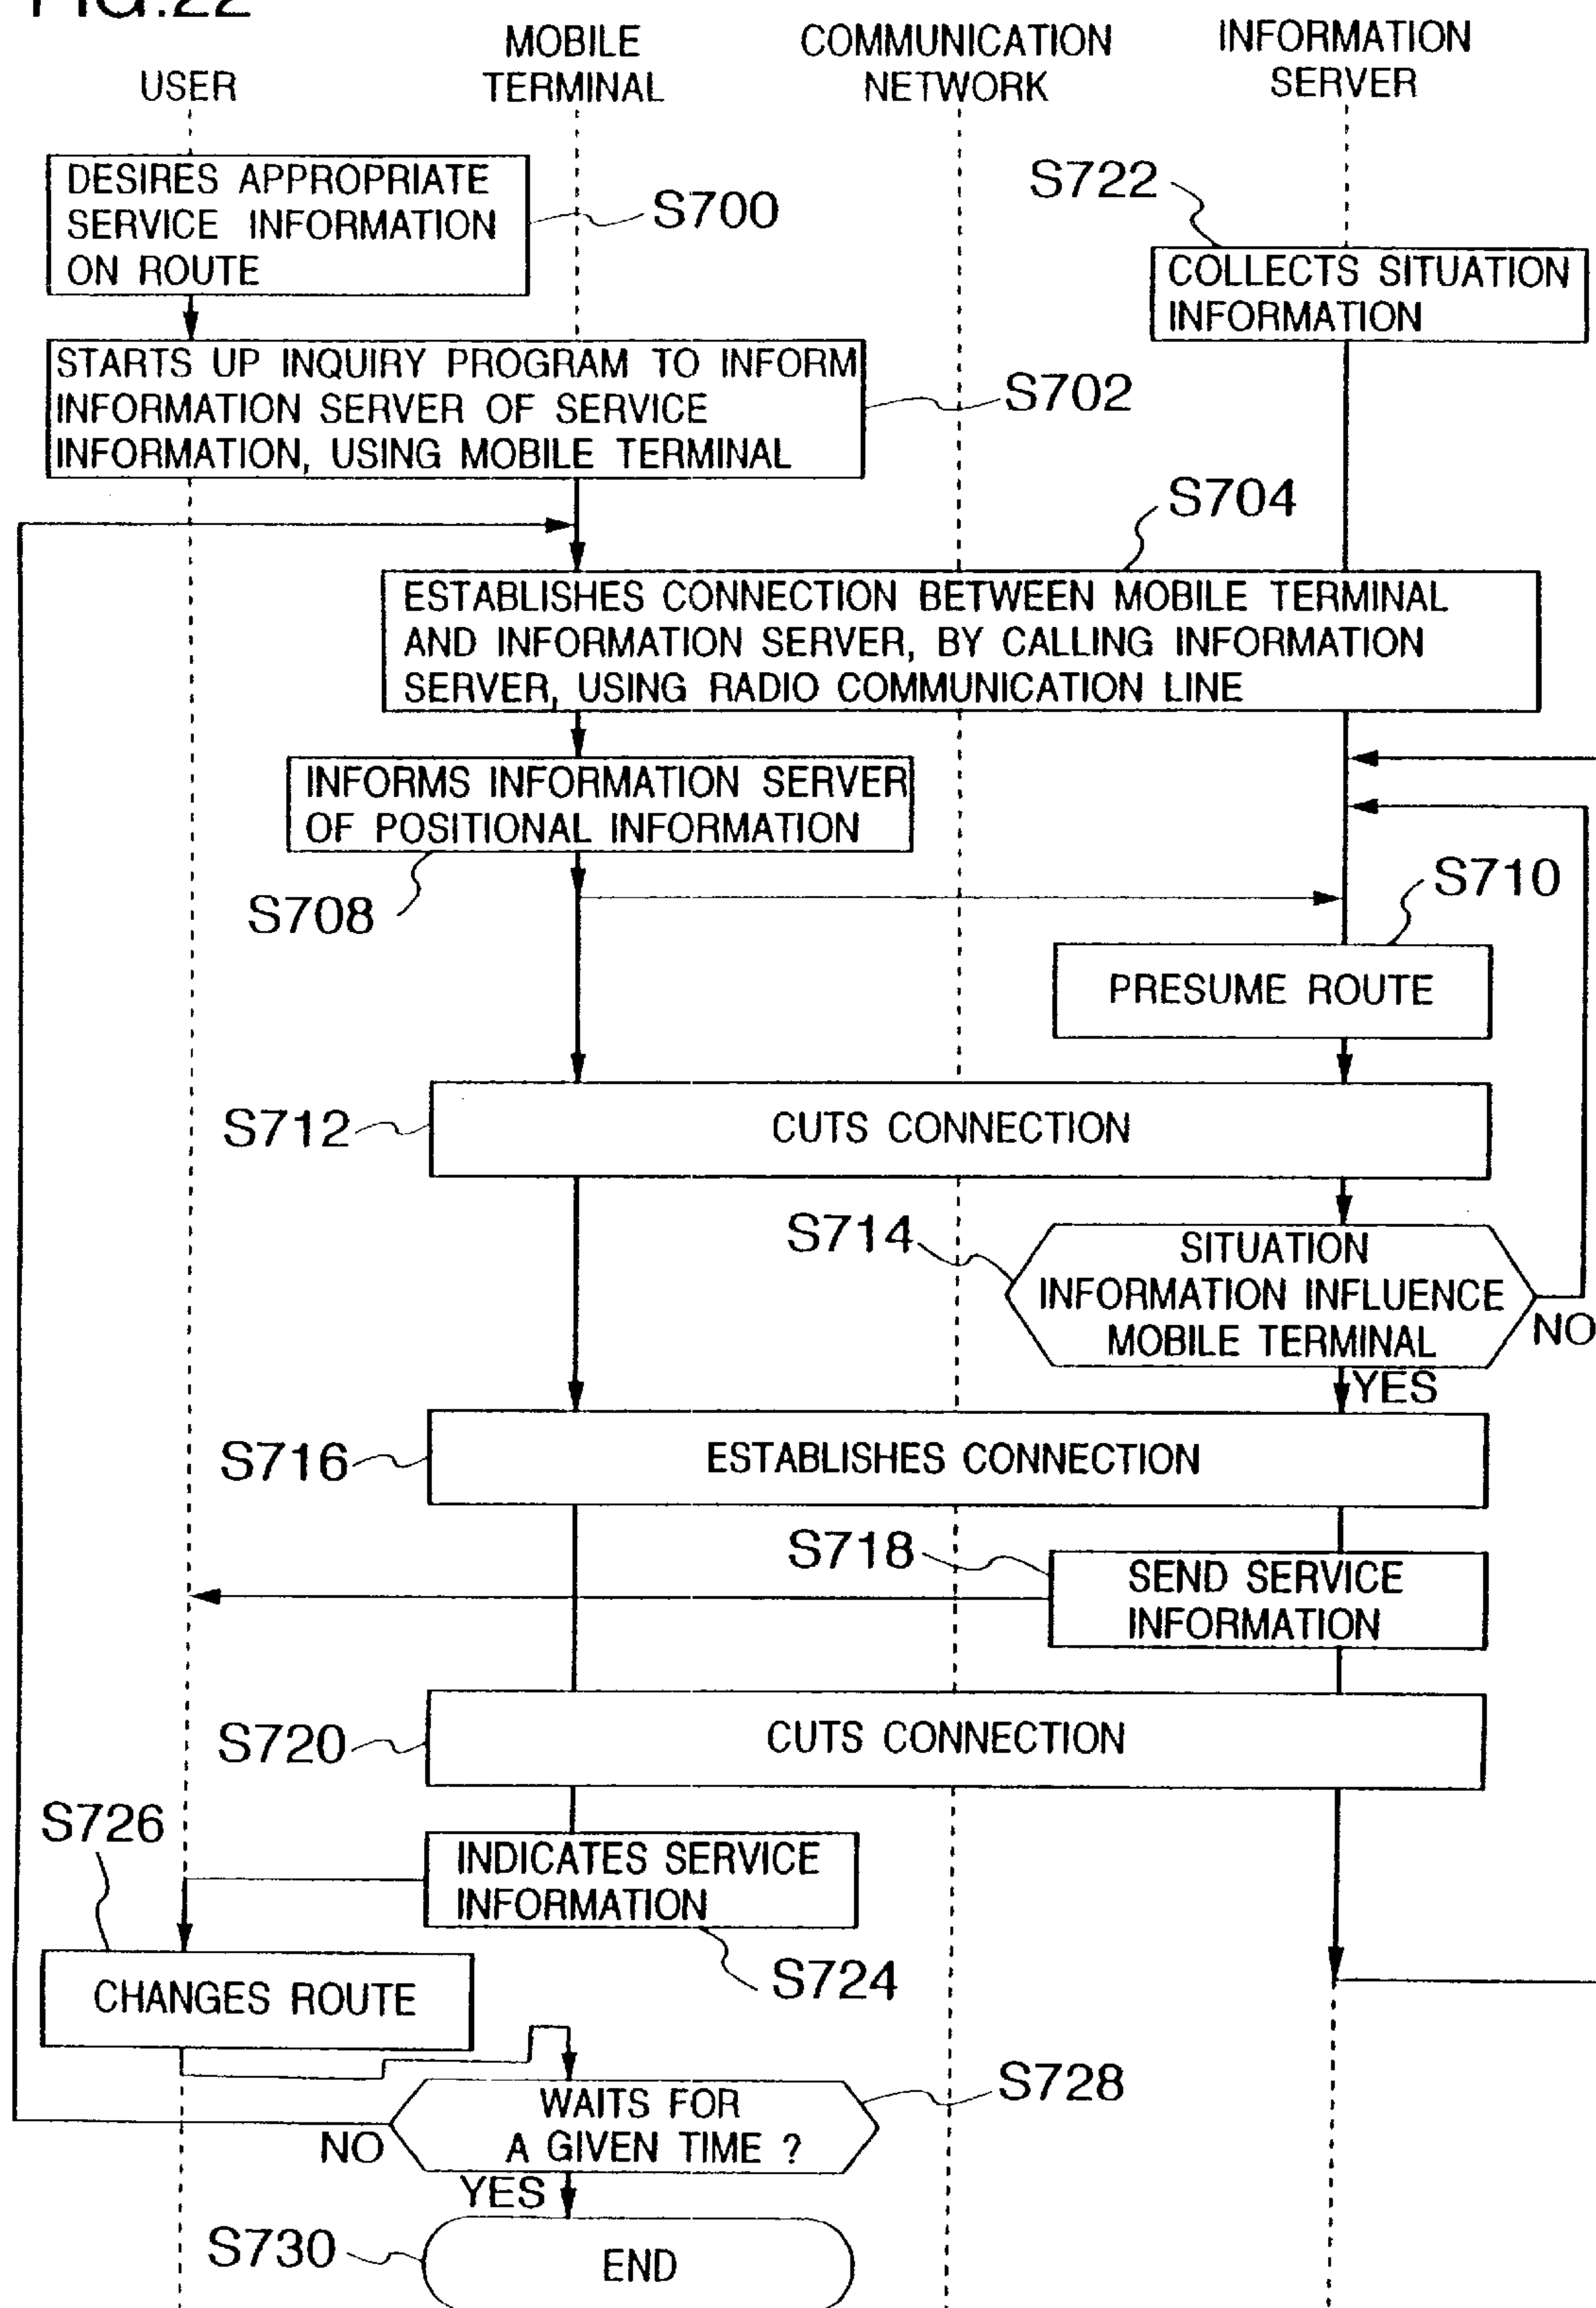 FIG.22
USER
MOBILE
TERMINAL
COMMUNICATION
NETWORK
INFORMATION
SERVER
DESIRES APPROPRIATE
SERVICE INFORMATION
ON ROUTE
S700
S722
COLLECTS SITUATION
INFORMATION
STARTS UP INQUIRY PROGRAM TO INFORM
INFORMATION SERVER OF SERVICE
INFORMATION, USING MOBILE TERMINAL
S702
S704
ESTABLISHES CONNECTION BETWEEN MOBILE TERMINAL
AND INFORMATION SERVER, BY CALLING INFORMATION
SERVER, USING RADIO COMMUNICATION LINE
INFORMS INFORMATION SERVER
OF POSITIONAL INFORMATION
S708
S710
PRESUME ROUTE
S712
CUTS CONNECTION
S714
SITUATION
INFORMATION INFLUENCE
MOBILE TERMINAL
NO
YES
S716
ESTABLISHES CONNECTION
S718
SEND SERVICE
INFORMATION
S720
CUTS CONNECTION
S726
INDICATES SERVICE
INFORMATION
S724
CHANGES ROUTE
S728
WAITS FOR
A GIVEN TIME ?
NO
YES
S730
END